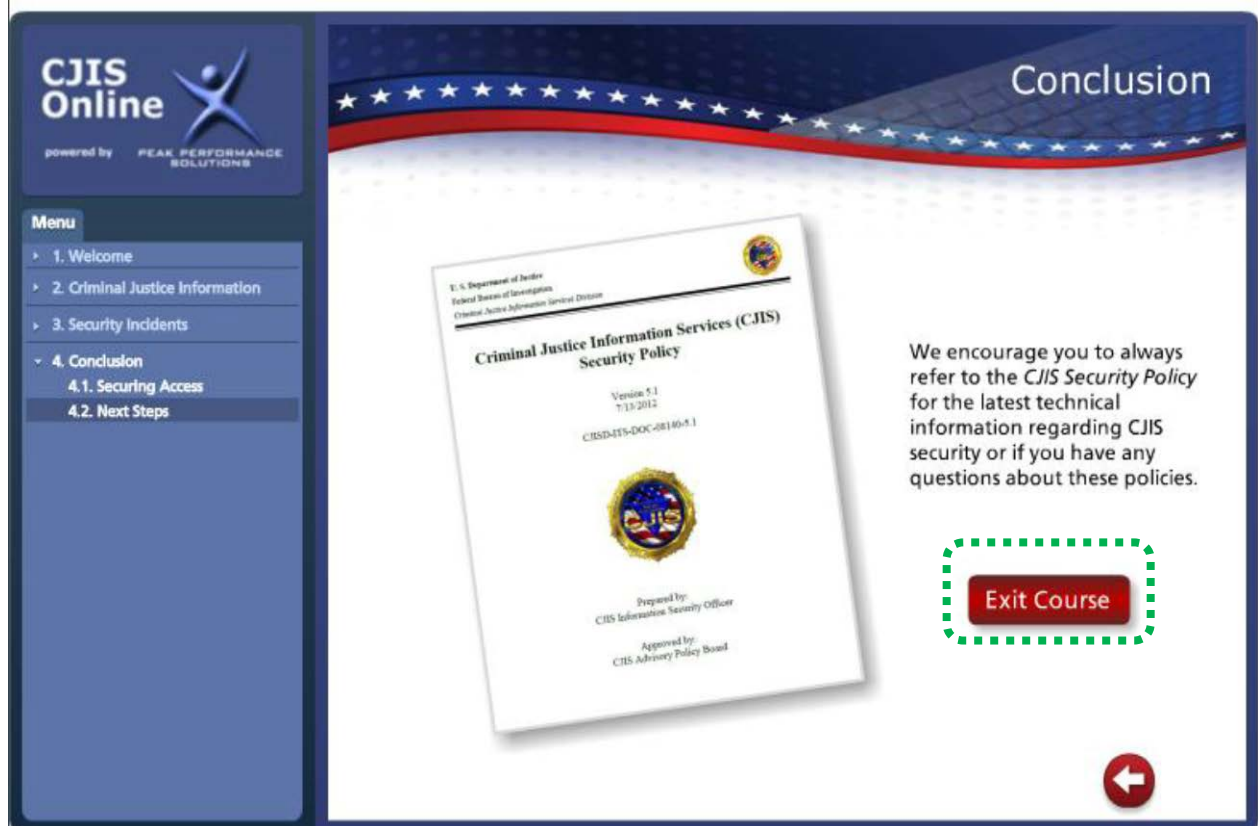 CJIS
Online
powered by PEAK PERFORMANCE
SOLUTIONS
Menu
1. Welcome
2. Criminal Justice Information
3. Security Incidents
4. Conclusion
4.1. Securing Access
4.2. Next Steps
Conclusion
U. S. Department of Justice
Federal Bureau of Investigation
Criminal Justice Information Services Division
Criminal Justice Information Services (CJIS)
Security Policy
Version 5.1
7/13/2012
CJISD-ITS-DOC-08140-5.1
Prepared by:
CJIS Information Security Officer
Approved by:
CJIS Advisory Policy Board
We encourage you to always
refer to the CJIS Security Policy
for the latest technical
information regarding CJIS
security or if you have any
questions about these policies.
Exit Course